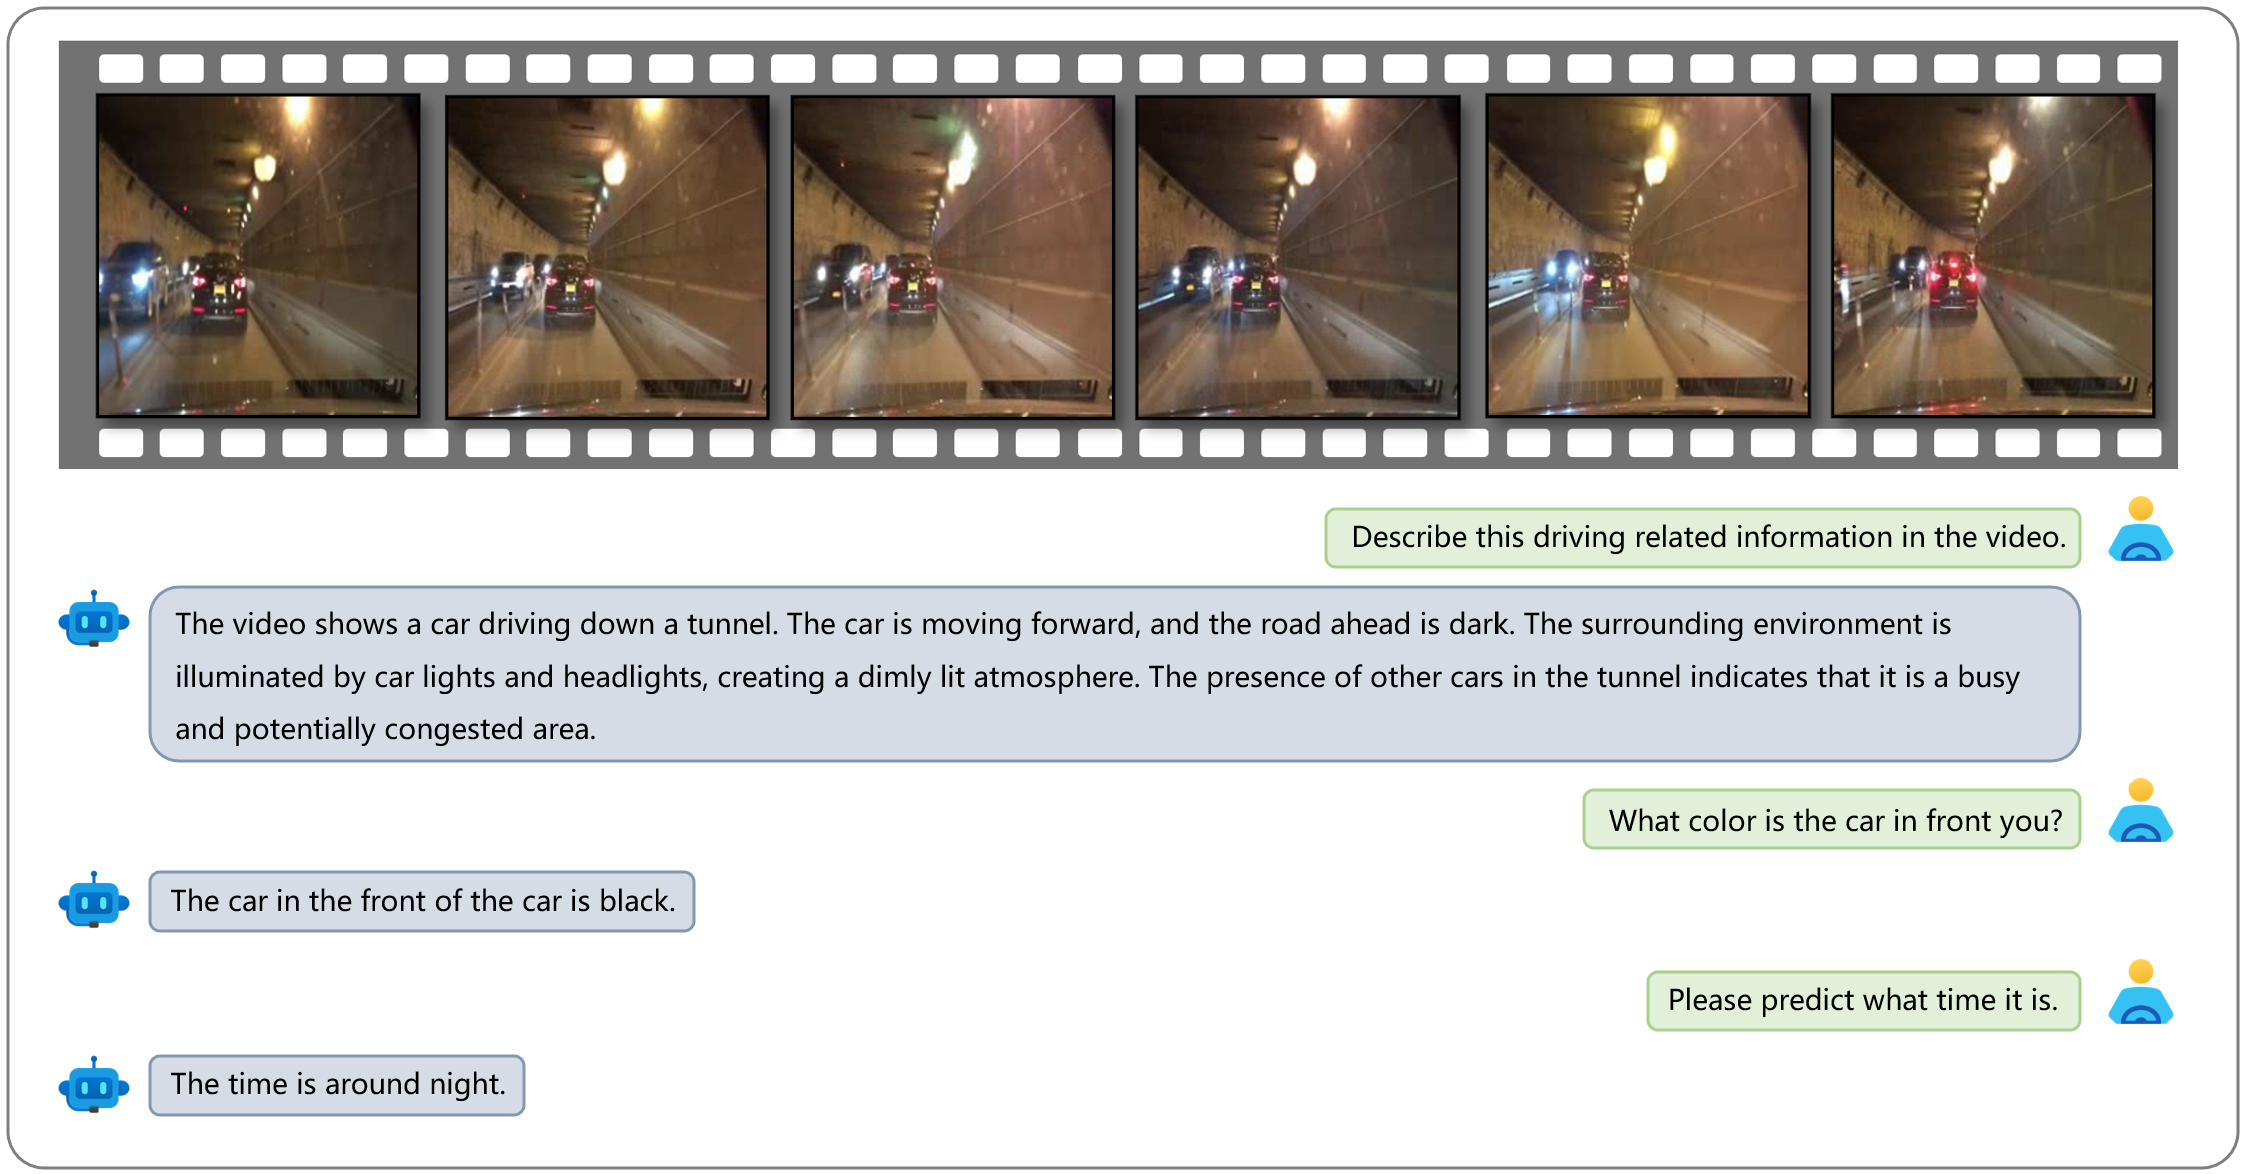 Describe this driving related information in the video.
The video shows a car driving down a tunnel. The car is moving forward, and the road ahead is dark. The surrounding environment is
illuminated by car lights and headlights, creating a dimly lit atmosphere. The presence of other cars in the tunnel indicates that it is a busy
and potentially congested area.
What color is the car in front you?
The car in the front of the car is black.
Please predict what time it is.
The time is around night.